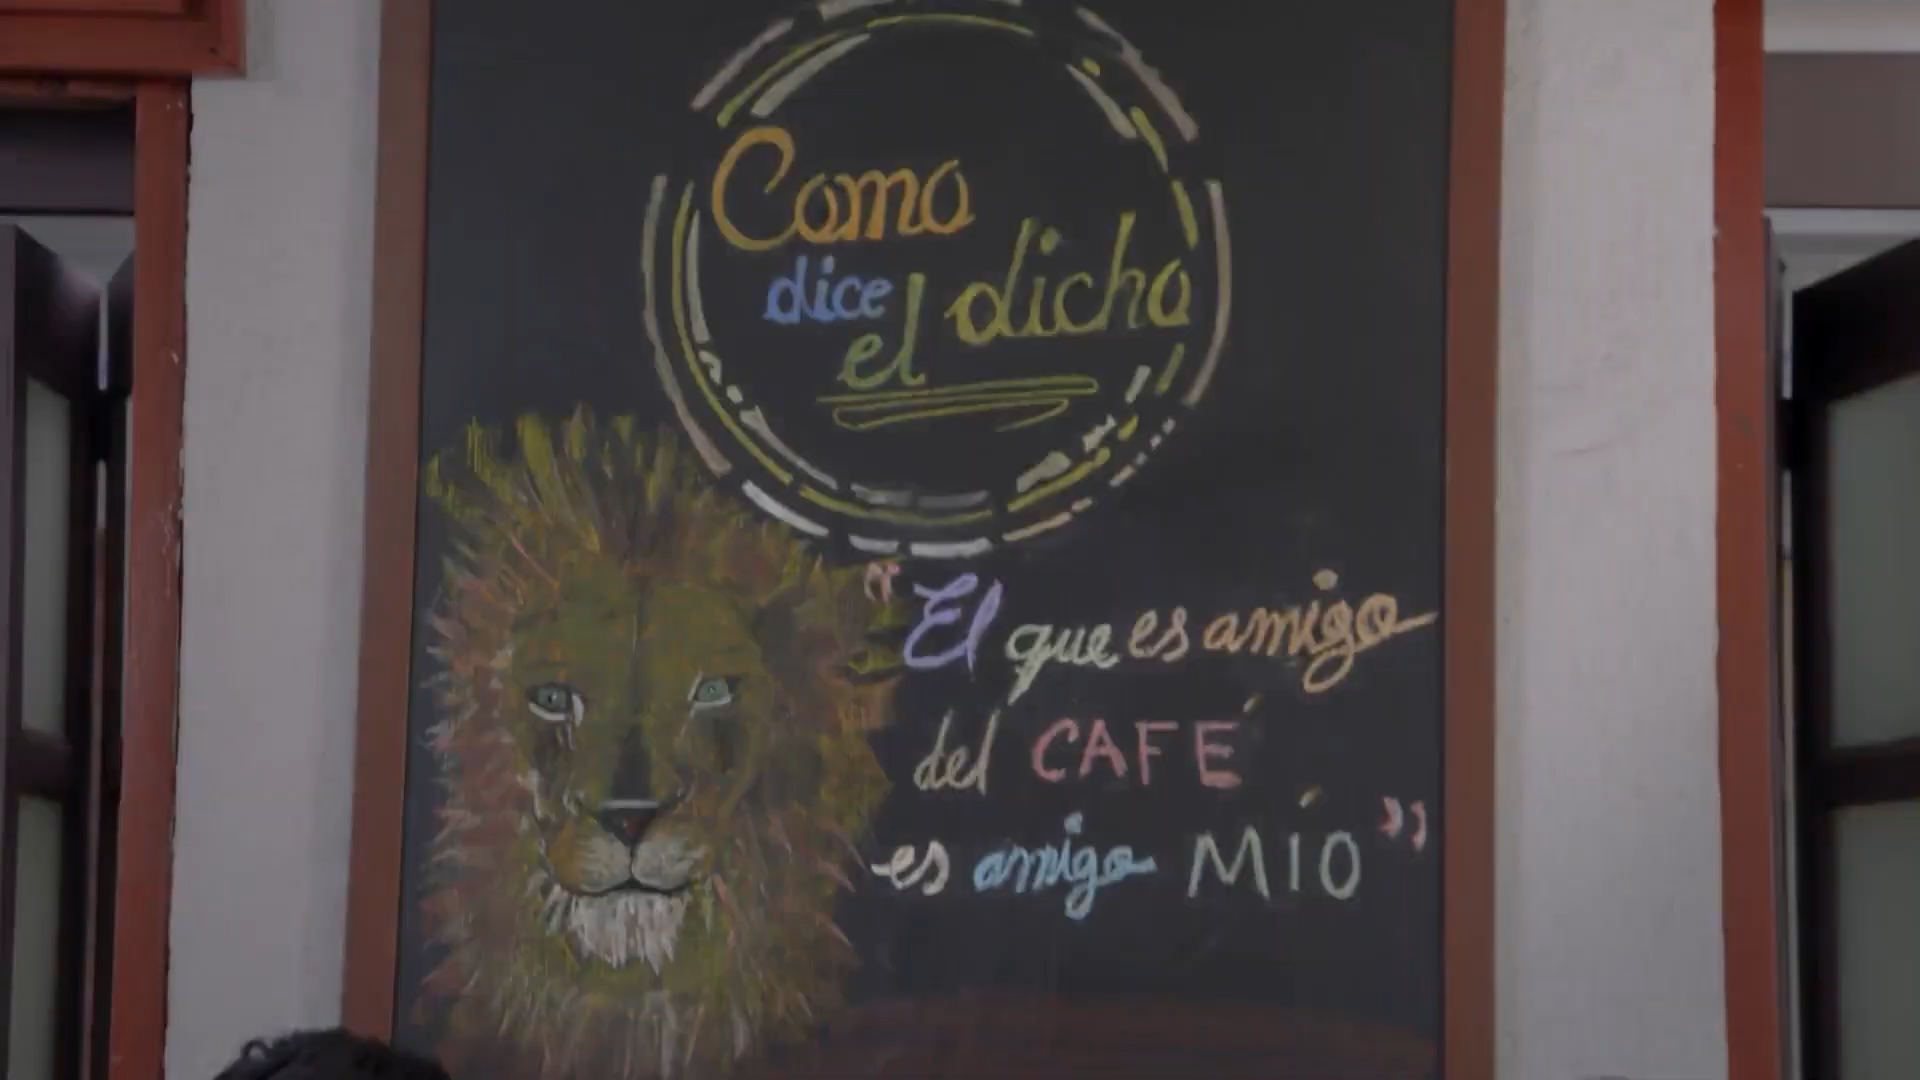 Como
dice el dicho
"El que es amigo
del CAFÉ
es amigo MÍO"